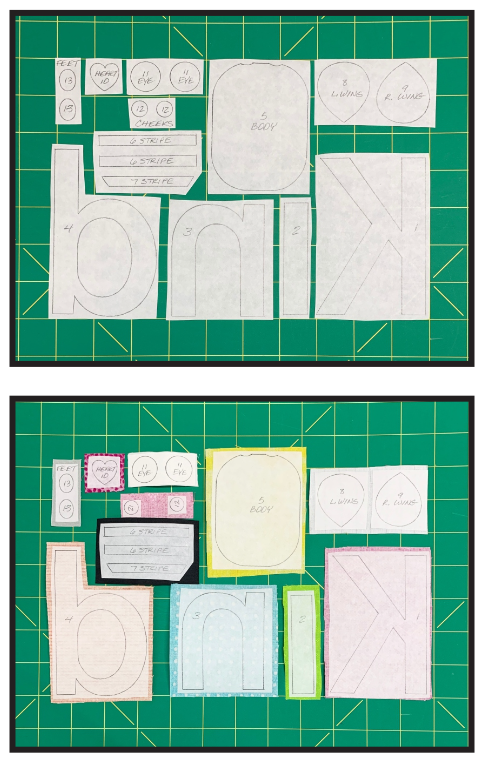 FEET
13
13
HEART
10
11
EYE
11
EYE
12
12
CHEEKS
5
BODY
8
L WING
9
R. WING
6 STRIPE
6 STRIPE
7 STRIPE
4
3
2
1
FEET
13
13
HEART
10
11
EYE
11
EYE
12
12
5
BODY
8
L WING
9
R. WING
6 STRIPE
6 STRIPE
7 STRIPE
4
3
2
1